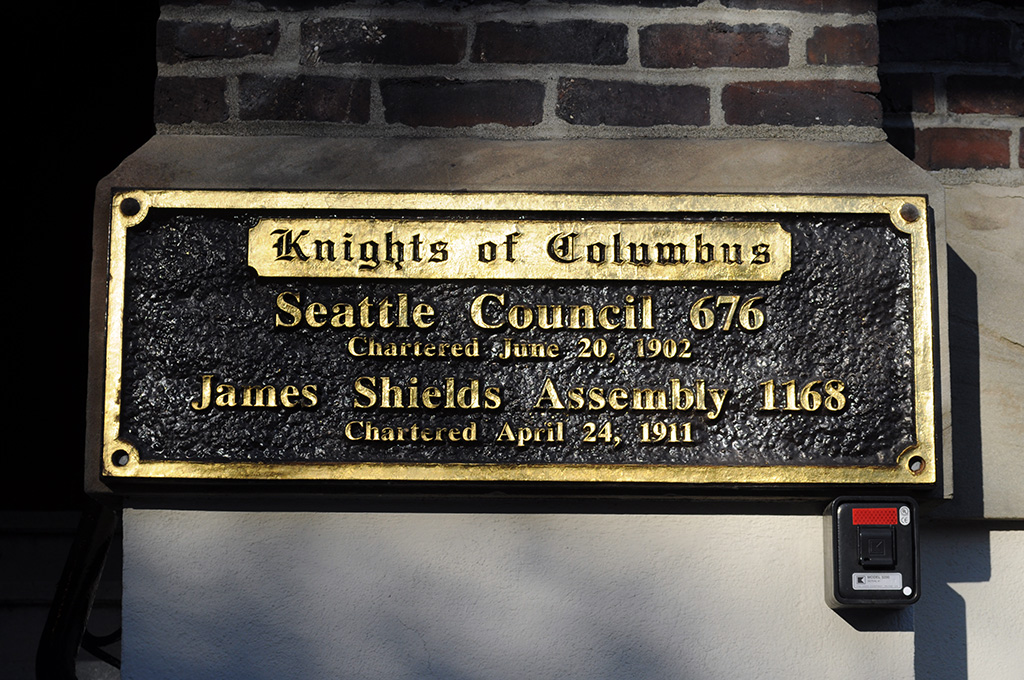 Knights of Columbus
Seattle Council 676
Chartered June 20, 1902
James Shields Assembly 1168
Chartered April 24, 1911